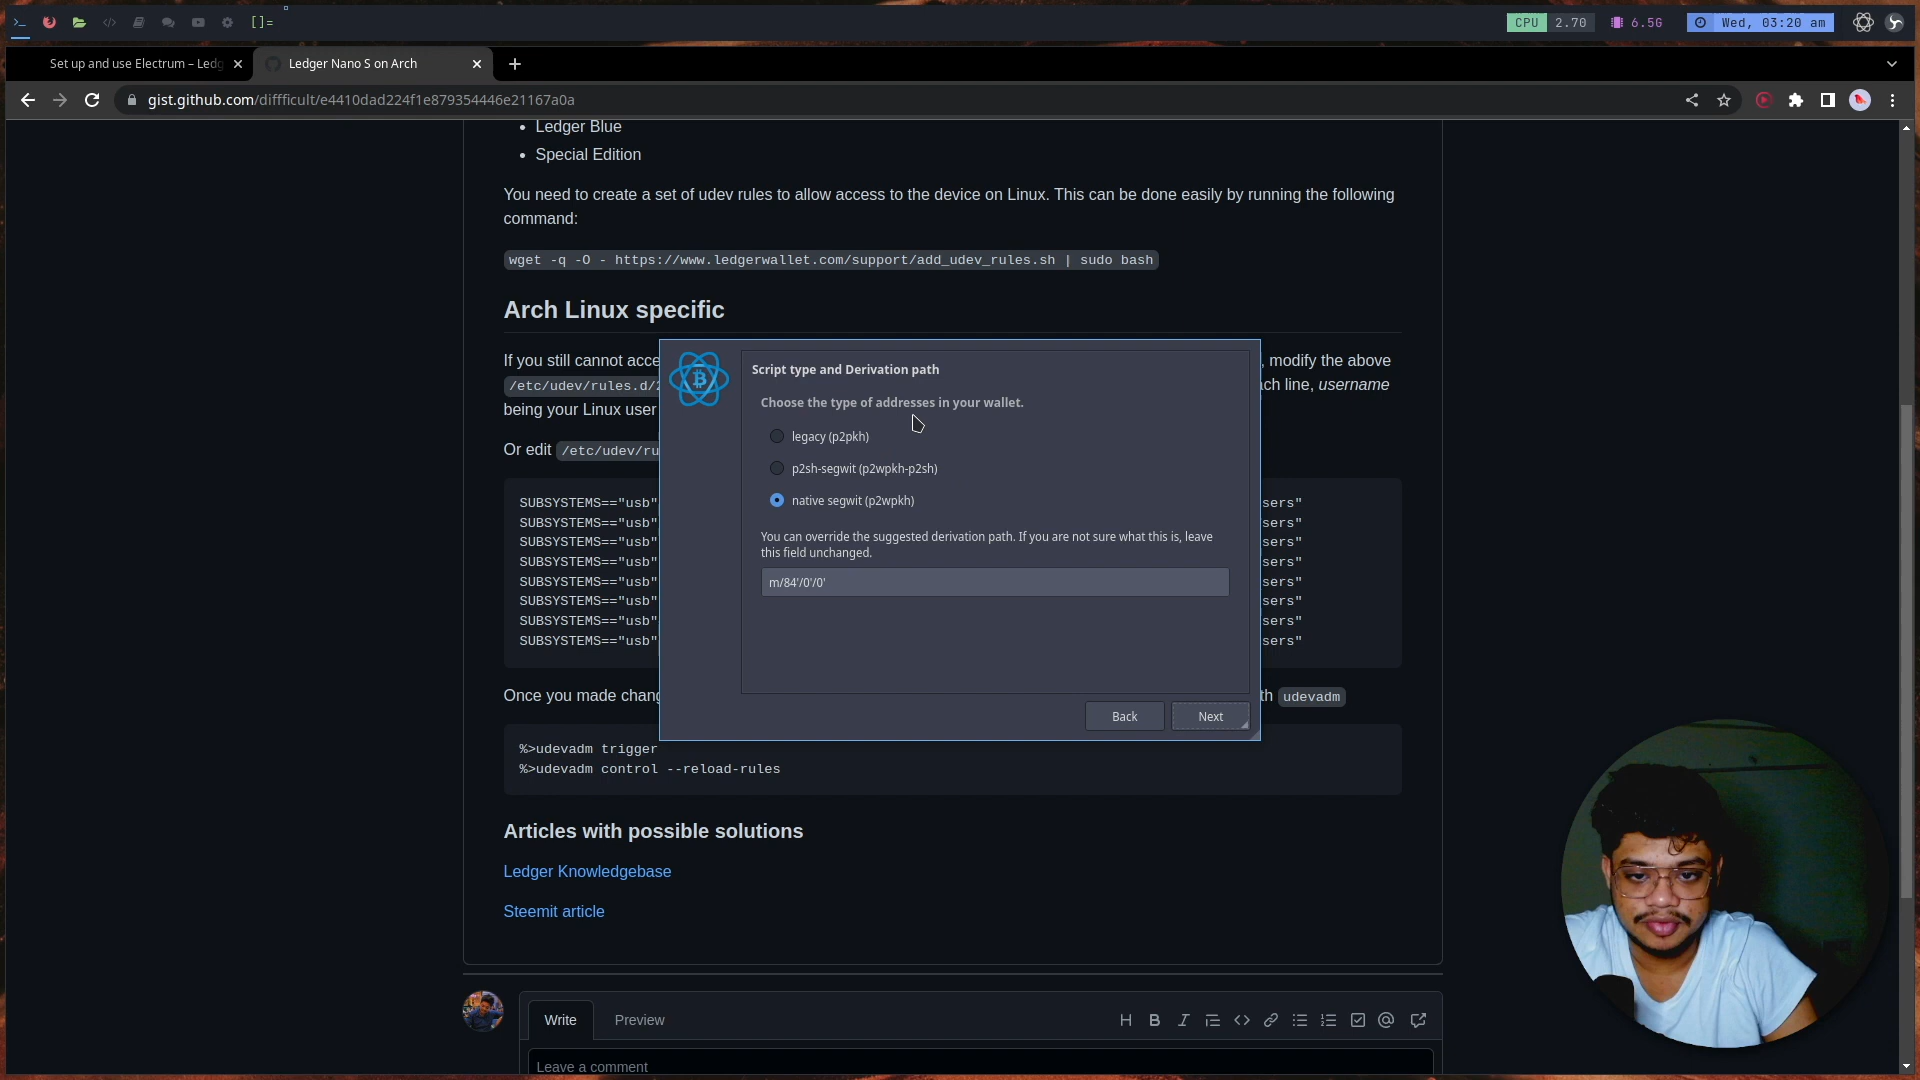 []=
CPU 2.70
6.5G
Wed, 03:20 am
Set up and use Electrum – Ledg
Ledger Nano S on Arch
gist.github.com/diffficult/e4410dad224f1e879354446e21167a0a
Ledger Blue
Special Edition
You need to create a set of udev rules to allow access to the device on Linux. This can be done easily by running the following
command:
wget -q -O - https://www.ledgerwallet.com/support/add_udev_rules.sh | sudo bash
Arch Linux specific
If you still cannot acce
, modify the above
/etc/udev/rules.d/2
ch line, username
being your Linux user
Or edit /etc/udev/ru
SUBSYSTEMS=="usb"
sers"
SUBSYSTEMS=="usb"
sers"
SUBSYSTEMS=="usb"
sers"
SUBSYSTEMS=="usb"
sers"
SUBSYSTEMS=="usb"
sers"
SUBSYSTEMS=="usb"
sers"
SUBSYSTEMS=="usb"
sers"
SUBSYSTEMS=="usb"
sers"
Once you made chang
th udevadm
%>udevadm trigger
%>udevadm control --reload-rules
Script type and Derivation path
Choose the type of addresses in your wallet.
legacy (p2pkh)
p2sh-segwit (p2wpkh-p2sh)
native segwit (p2wpkh)
You can override the suggested derivation path. If you are not sure what this is, leave
this field unchanged.
m/84'/0'/0'
Back
Next
Articles with possible solutions
Ledger Knowledgebase
Steemit article
Write
Preview
Leave a comment